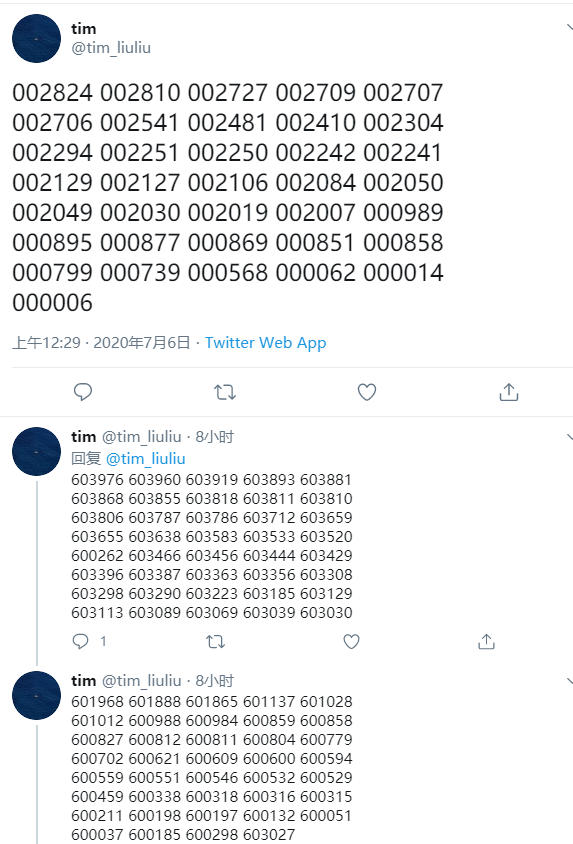 tim
@tim_liuliu
002824 002810 002727 002709 002707
002706 002541 002481 002410 002304
002294 002251 002250 002242 002241
002129 002127 002106 002084 002050
002049 002030 002019 002007 000989
000895 000877 000869 000851 000858
000799 000739 000568 000062 000014
000006
上午12:29 · 2020年7月6日 · Twitter Web App
tim @tim_liuliu · 8小时
回复 @tim_liuliu
603976 603960 603919 603893 603881
603868 603855 603818 603811 603810
603806 603787 603786 603712 603659
603655 603638 603583 603533 603520
600262 603466 603456 603444 603429
603396 603387 603363 603356 603308
603298 603290 603223 603185 603129
603113 603089 603069 603039 603030
1
tim @tim_liuliu · 8小时
601968 601888 601865 601137 601028
601012 600988 600984 600859 600858
600827 600812 600811 600804 600779
600702 600621 600609 600600 600594
600559 600551 600546 600532 600529
600459 600338 600318 600316 600315
600211 600198 600197 600132 600051
600037 600185 600298 603027